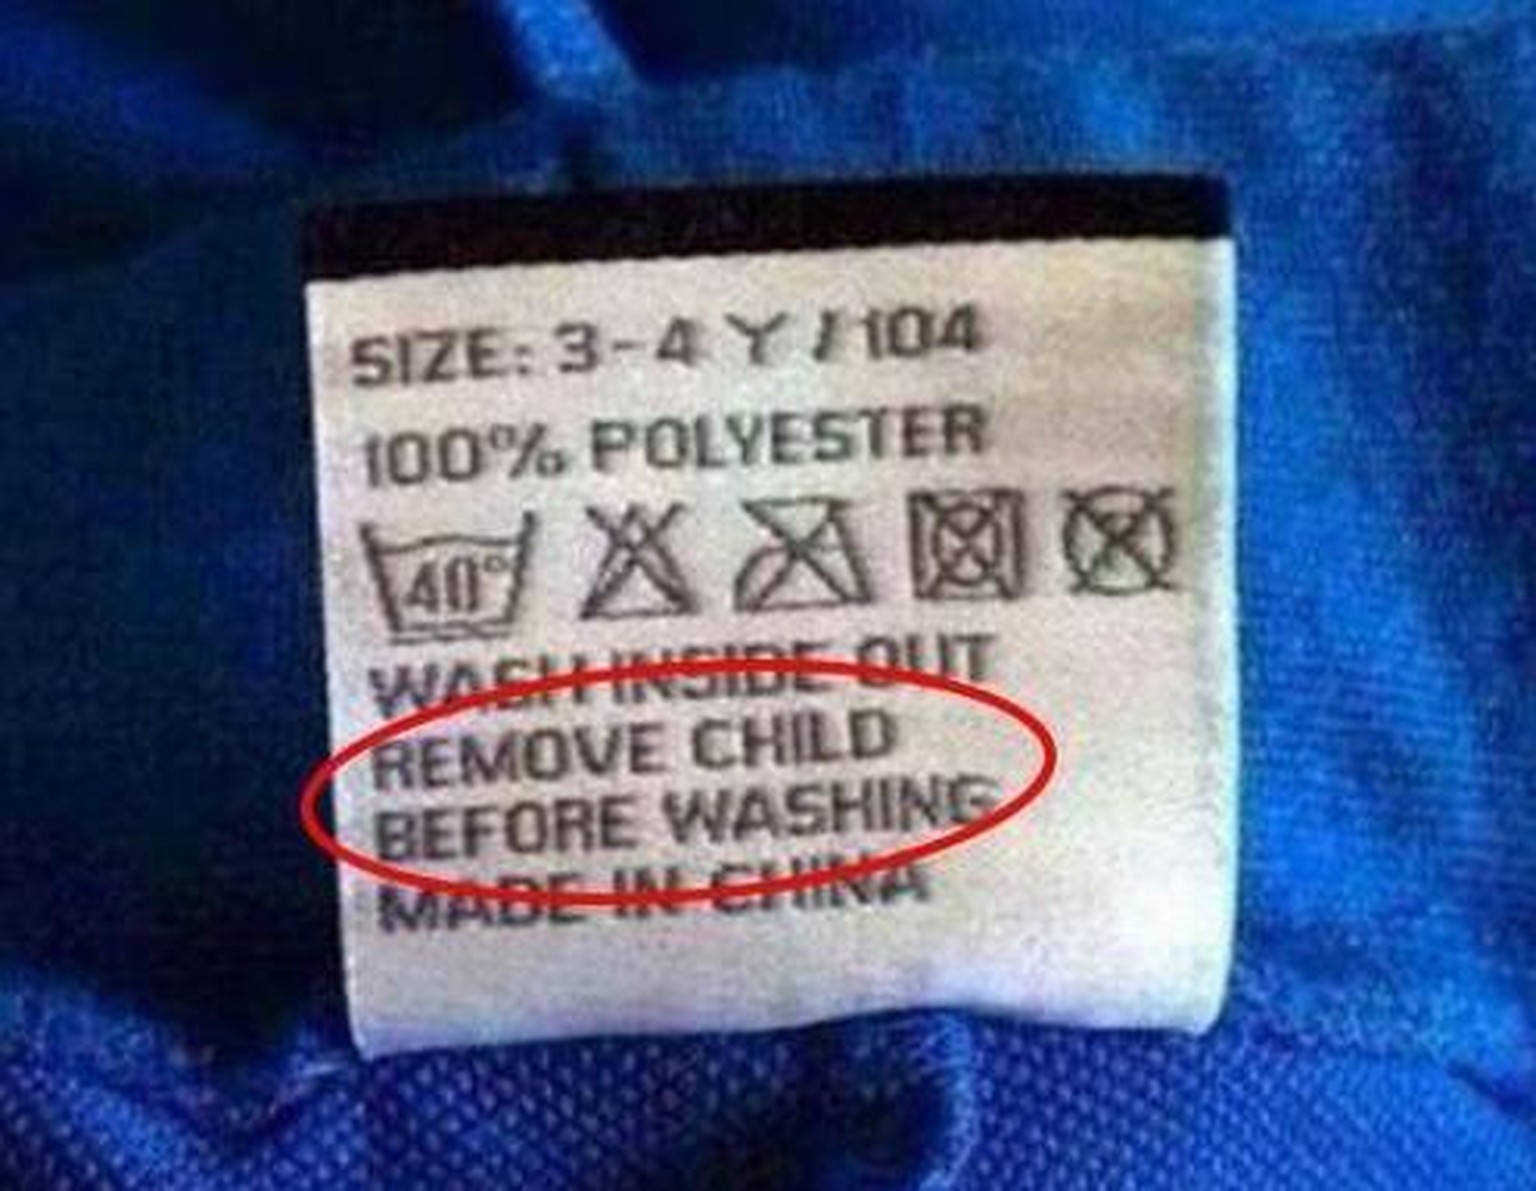 SIZE: 3-4 Y / 104
100% POLYESTER
40°
WASH INSIDE OUT
REMOVE CHILD
BEFORE WASHING
MADE IN CHINA